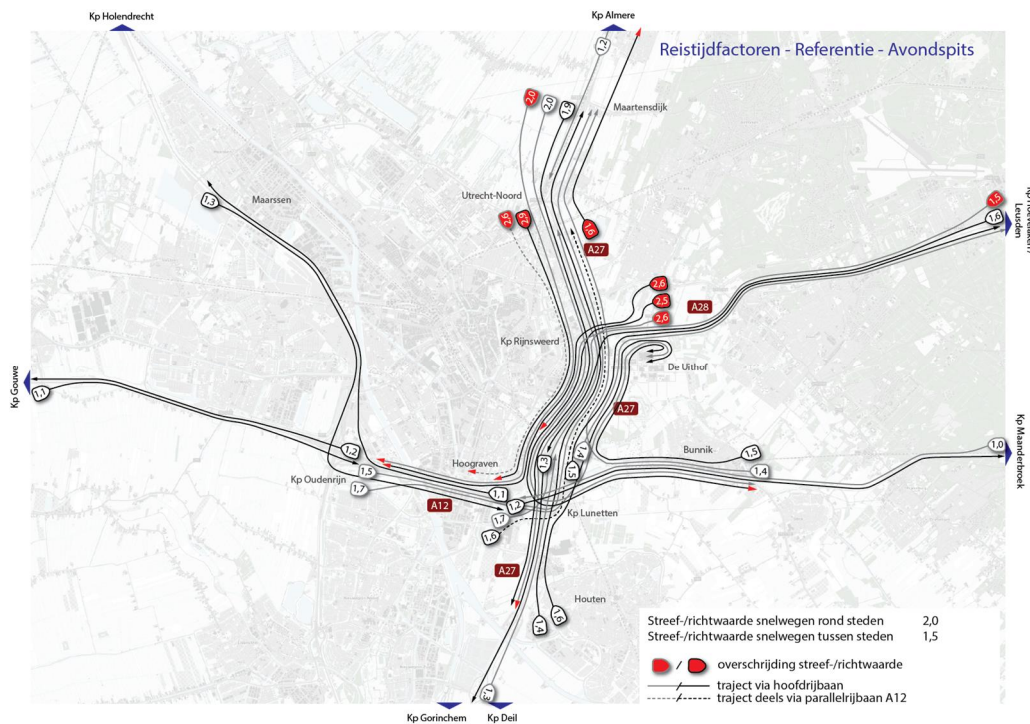 Kp Holendrecht
Kp Almere
Reistijdfactoren - Referentie - Avondspits
1,2
2,0
2,0
1,9
Maartensdijk
Maarssen
1,3
Utrecht-Noord
2,6
2,9
1,6
A27
1,5
1,6
Leusden
2,6
2,5
2,6
A28
Kp Rijnsweerd
De Uithof
Kp Gouwe
1,1
A27
Kp Maanderbroek
1,2
1,5
1,7
Hoograven
Kp Oudenrijn
A12
1,3
1,4
1,5
Bunnik
1,5
1,4
1,0
1,1
1,2
1,7
1,6
Kp Lunetten
A27
Houten
1,4
1,6
1,3
Kp Gorinchem
Kp Deil
Streef-/richtwaarde snelwegen rond steden 2,0
Streef-/richtwaarde snelwegen tussen steden 1,5
/ overschrijding streef-/richtwaarde
traject via hoofdrijbaan
traject deels via parallelrijbaan A12